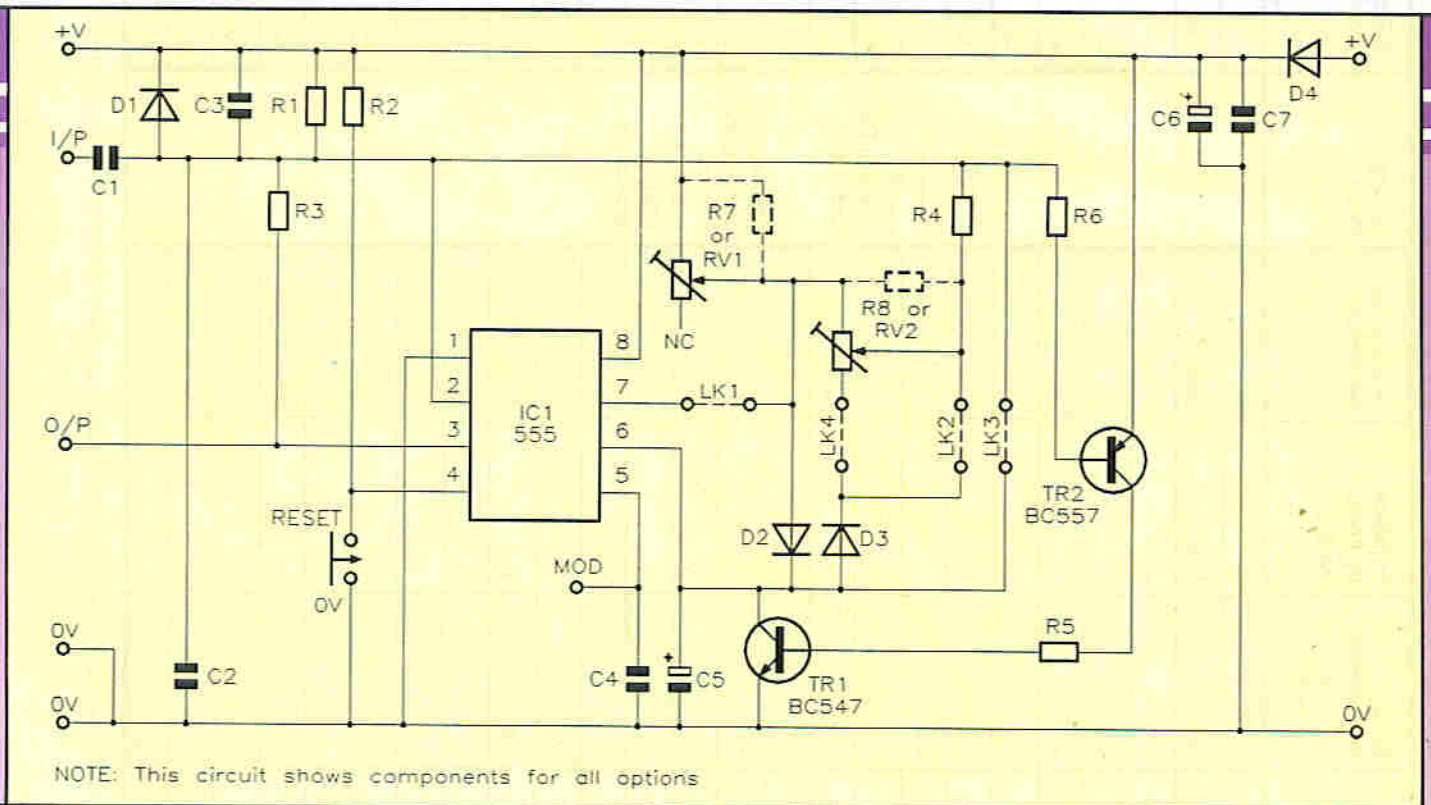 +V
+V
D1
C3
R1
R2
C6
+
C7
D4
I/P
C1
R3
R7
or
RV1
R4
R6
R8 or
RV2
NC
1
2
3
4
IC1
555
8
7
6
5
LK1
LK4
LK2
LK3
O/P
TR2
BC557
RESET
D2
D3
MOD
0V
0V
C2
C4
+
C5
TR1
BC547
R5
0V
0V
NOTE: This circuit shows components for all options